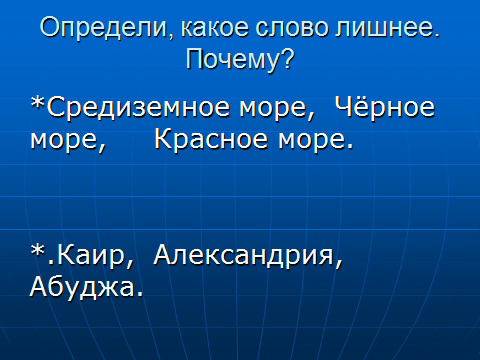 Определи, какое слово лишнее.
Почему?
*Средиземное море, Чёрное
море, Красное море.
*.Каир, Александрия,
Абуджа.